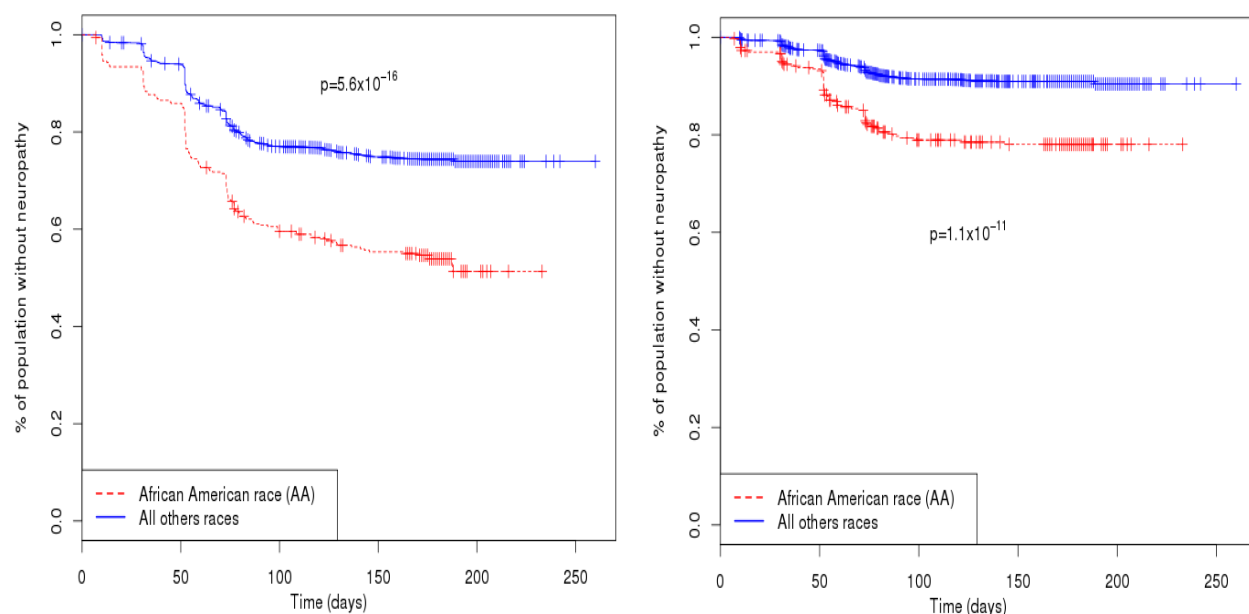 % of population without neuropathy
1.0
0.8
0.6
0.4
0.2
0.0
p=5.6x10⁻¹⁶
African American race (AA)
All others races
0 50 100 150 200 250
Time (days)
% of population without neuropathy
1.0
0.8
0.6
0.4
0.2
0.0
p=1.1x10⁻¹¹
African American race (AA)
All others races
0 50 100 150 200 250
Time (days)